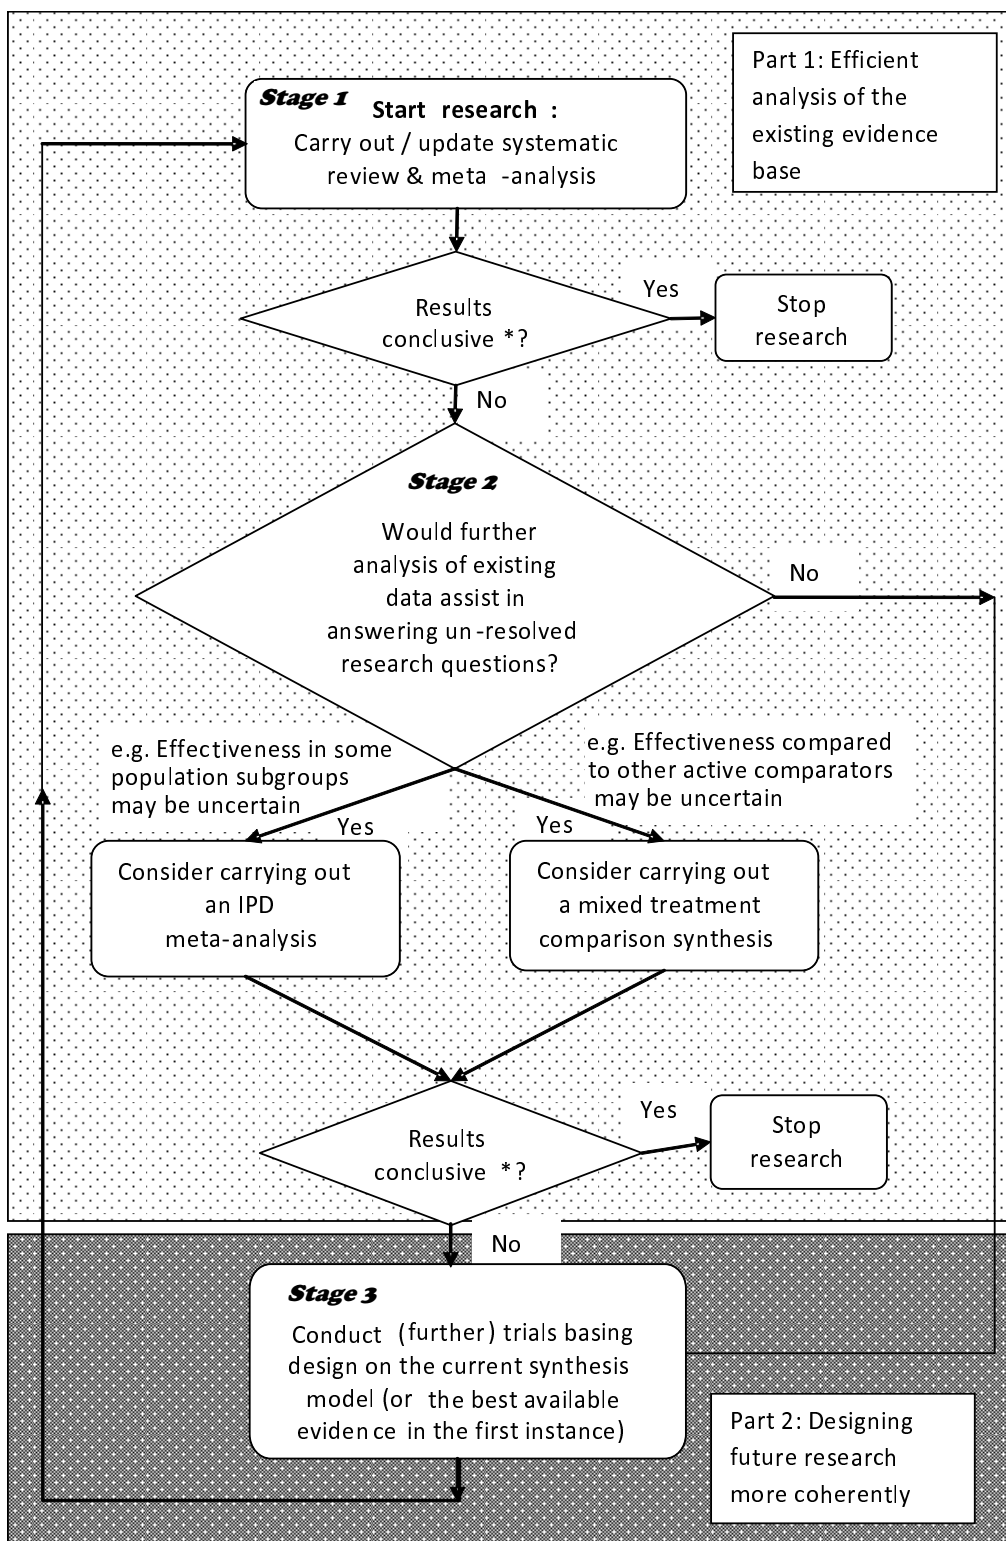 Part 1: Efficient
analysis of the
existing evidence
base
Stage 1
Start research :
Carry out / update systematic
review & meta -analysis
Results
conclusive *?
Yes
Stop
research
No
Stage 2
Would further
analysis of existing
data assist in
answering un-resolved
research questions?
No
e.g. Effectiveness in some
population subgroups
may be uncertain
Yes
e.g. Effectiveness compared
to other active comparators
may be uncertain
Yes
Consider carrying out
an IPD
meta-analysis
Consider carrying out
a mixed treatment
comparison synthesis
Results
conclusive *?
Yes
Stop
research
No
Stage 3
Conduct (further) trials basing
design on the current synthesis
model (or the best available
evidence in the first instance)
Part 2: Designing
future research
more coherently